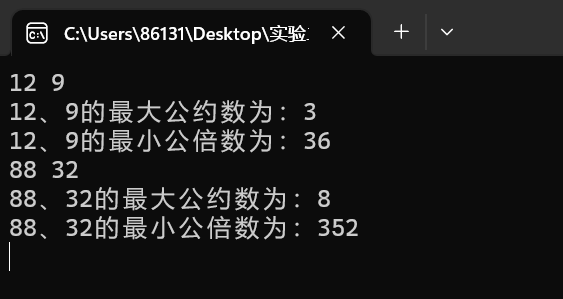 C:\Users\86131\Desktop\实验
12 9
12、9的最大公约数为：3
12、9的最小公倍数为：36
88 32
88、32的最大公约数为：8
88、32的最小公倍数为：352